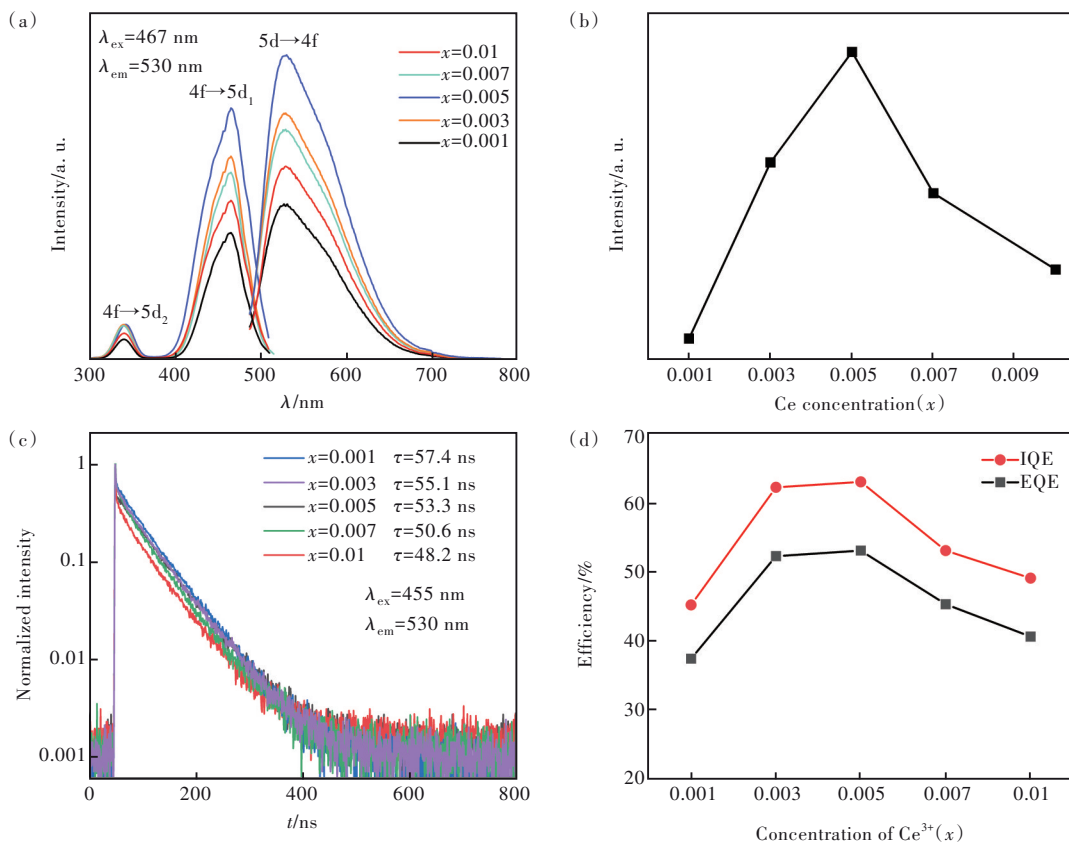 (a)
λex=467 nm
λem=530 nm
5d→4f
4f→5d1
4f→5d2
x=0.01
x=0.007
x=0.005
x=0.003
x=0.001
Intensity/a. u.
300 400 500 600 700 800
λ/nm
(b)
Intensity/a. u.
0.001 0.003 0.005 0.007 0.009
Ce concentration(x)
(c)
1
0.1
0.01
0.001
Normalized intensity
x=0.001 τ=57.4 ns
x=0.003 τ=55.1 ns
x=0.005 τ=53.3 ns
x=0.007 τ=50.6 ns
x=0.01 τ=48.2 ns
λex=455 nm
λem=530 nm
0 200 400 600 800
t/ns
(d)
70
60
50
40
30
20
Efficiency/%
IQE
EQE
0.001 0.003 0.005 0.007 0.01
Concentration of Ce³⁺(x)